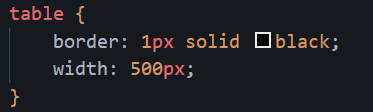 table {
    border: 1px solid black;
    width: 500px;
}